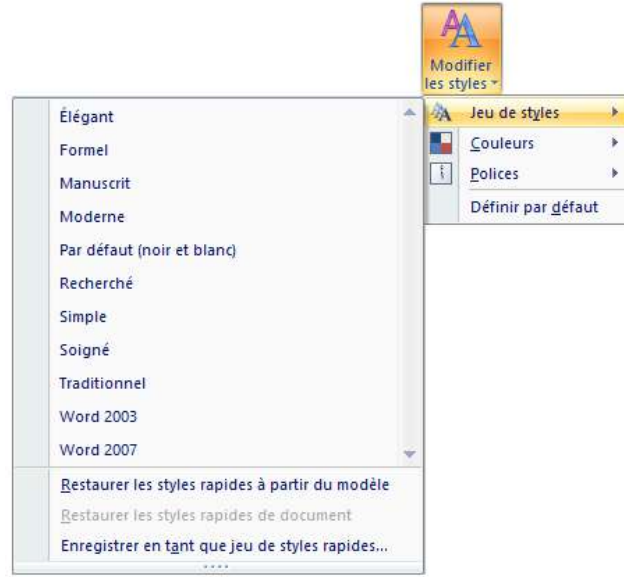 Modifier
les styles
Jeu de styles
Couleurs
Polices
Définir par défaut
Élégant
Formel
Manuscrit
Moderne
Par défaut (noir et blanc)
Recherché
Simple
Soigné
Traditionnel
Word 2003
Word 2007
Restaurer les styles rapides à partir du modèle
Restaurer les styles rapides de document
Enregistrer en tant que jeu de styles rapides...